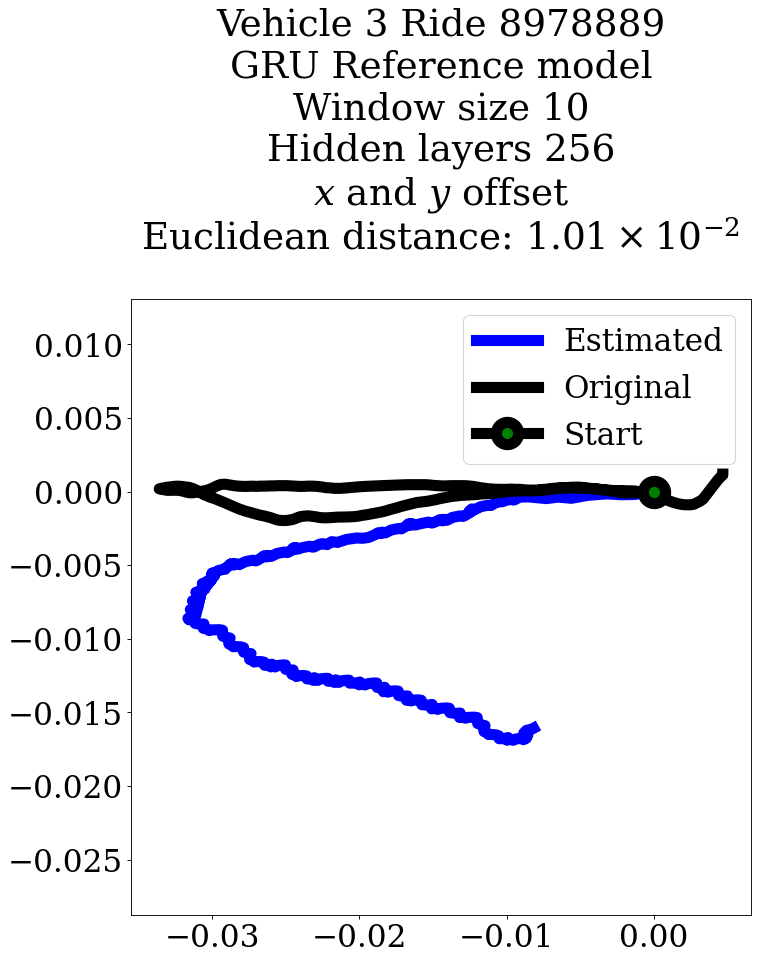 Vehicle 3 Ride 8978889
GRU Reference model
Window size 10
Hidden layers 256
x and y offset
Euclidean distance: 1.01 × 10⁻²
Estimated
Original
Start
0.010
0.005
0.000
−0.005
−0.010
−0.015
−0.020
−0.025
−0.03
−0.02
−0.01
0.00